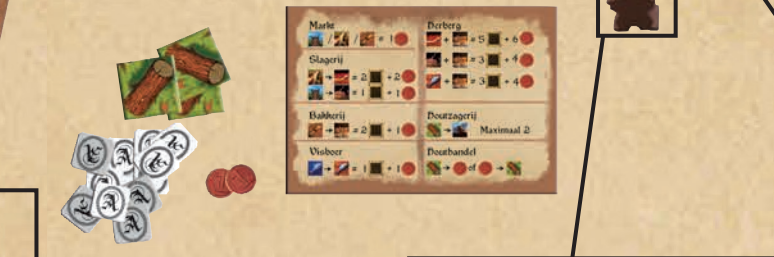 Markt
/ / = 1
Slagerij
→ = 2 + 2
→ = 1 + 1
Bakkerij
→ = 2 + 1
Visboer
→ = 1 + 1
Herberg
+ = 5 + 6
+ = 3 + 4
+ = 3 + 4
Houtzagerij
→ Maximaal 2
Houthandel
→ of →